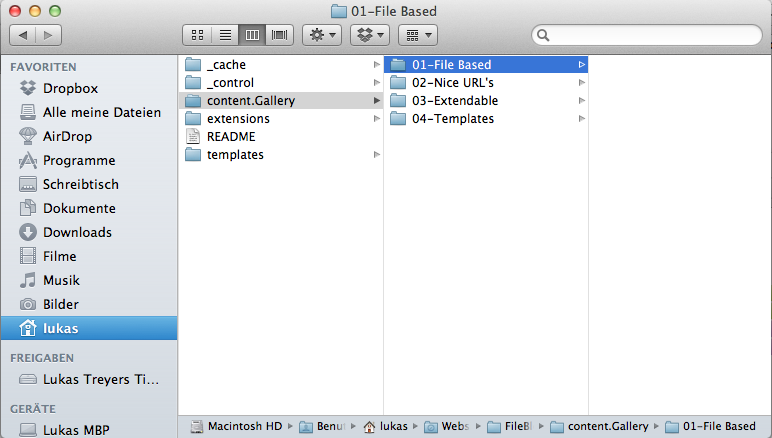 01-File Based
FAVORITEN
Dropbox
Alle meine Dateien
AirDrop
Programme
Schreibtisch
Dokumente
Downloads
Filme
Musik
Bilder
lukas
FREIGABEN
Lukas Treyers Ti...
GERÄTE
Lukas MBP
_cache
_control
content.Gallery
extensions
README
templates
01-File Based
02-Nice URL's
03-Extendable
04-Templates
Macintosh HD ▸ Benu ▸ lukas ▸ Webs ▸ FileBl ▸ content.Gallery ▸ 01-File Based